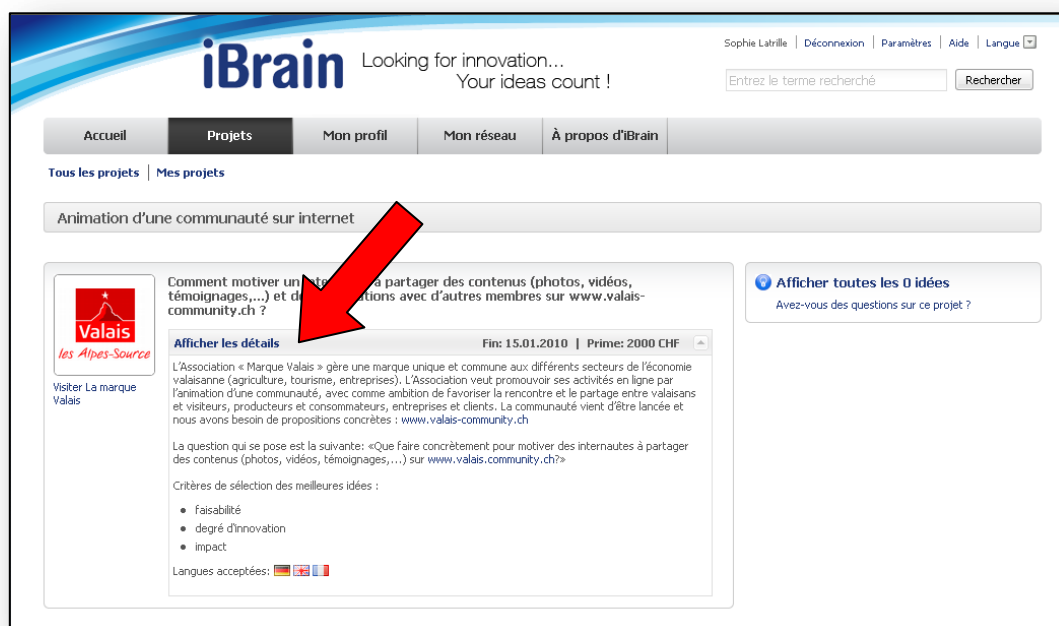 Sophie Latrille | Déconnexion | Paramètres | Aide | Langue
iBrain
Looking for innovation...
Your ideas count !
Entrez le terme recherché
Rechercher
Accueil
Projets
Mon profil
Mon réseau
À propos d'iBrain
Tous les projets | Mes projets
Animation d'une communauté sur internet
Valais
les Alpes-Source
Visiter La marque
Valais
Comment motiver un à partager des contenus (photos, vidéos,
témoignages,...) et d avec d'autres membres sur www.valais-
community.ch ?
Afficher les détails
Fin: 15.01.2010 | Prime: 2000 CHF
L'Association « Marque Valais » gère une marque unique et commune aux différents secteurs de l'économie
valaisanne (agriculture, tourisme, entreprises). L'Association veut promouvoir ses activités en ligne par
l'animation d'une communauté, avec comme ambition de favoriser la rencontre et le partage entre valaisans
et visiteurs, producteurs et consommateurs, entreprises et clients. La communauté vient d'être lancée et
nous avons besoin de propositions concrètes : www.valais-community.ch
La question qui se pose est la suivante: «Que faire concrètement pour motiver des internautes à partager
des contenus (photos, vidéos, témoignages,...) sur www.valais.community.ch?»
Critères de sélection des meilleures idées :
• faisabilité
• degré d'innovation
• impact
Langues acceptées:
Afficher toutes les 0 idées
Avez-vous des questions sur ce projet ?